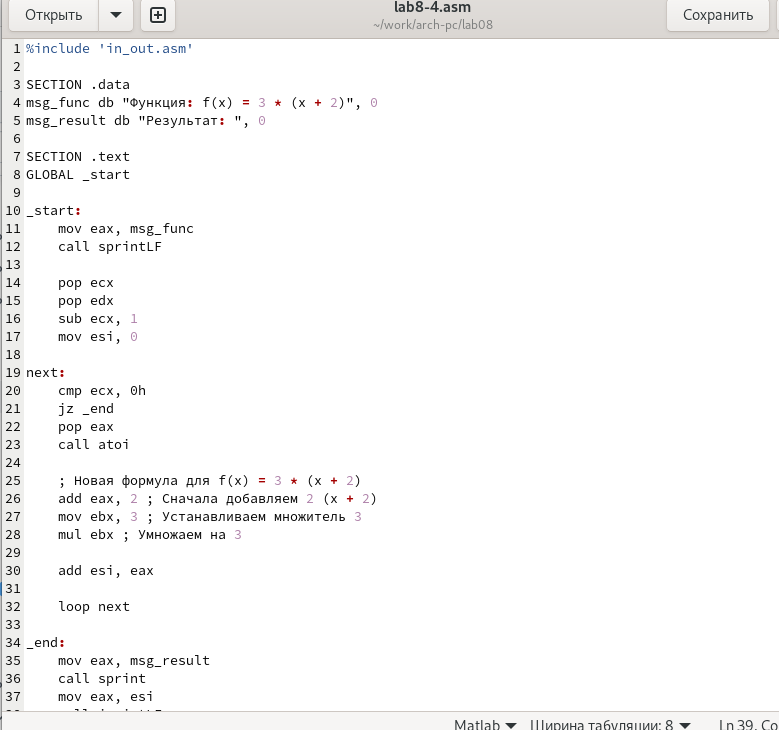 Открыть
lab8-4.asm
~/work/arch-pc/lab08
Сохранить
1 %include 'in_out.asm'
2
3 SECTION .data
4 msg_func db "Функция: f(x) = 3 * (x + 2)", 0
5 msg_result db "Результат: ", 0
6
7 SECTION .text
8 GLOBAL _start
9
10 _start:
11 mov eax, msg_func
12 call sprintLF
13
14 pop ecx
15 pop edx
16 sub ecx, 1
17 mov esi, 0
18
19 next:
20 cmp ecx, 0h
21 jz _end
22 pop eax
23 call atoi
24
25 ; Новая формула для f(x) = 3 * (x + 2)
26 add eax, 2 ; Сначала добавляем 2 (x + 2)
27 mov ebx, 3 ; Устанавливаем множитель 3
28 mul ebx ; Умножаем на 3
29
30 add esi, eax
31
32 loop next
33
34 _end:
35 mov eax, msg_result
36 call sprint
37 mov eax, esi
Matlab Ширина табуляции: 8 Ln 39, Co